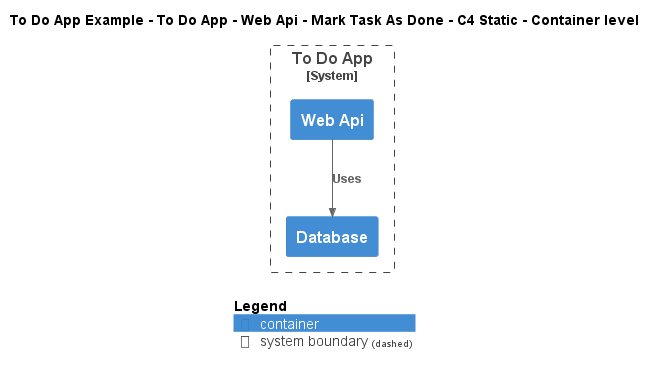 To Do App Example - To Do App - Web Api - Mark Task As Done - C4 Static - Container level
To Do App
[System]
Web Api
Uses
Database
Legend
container
system boundary (dashed)